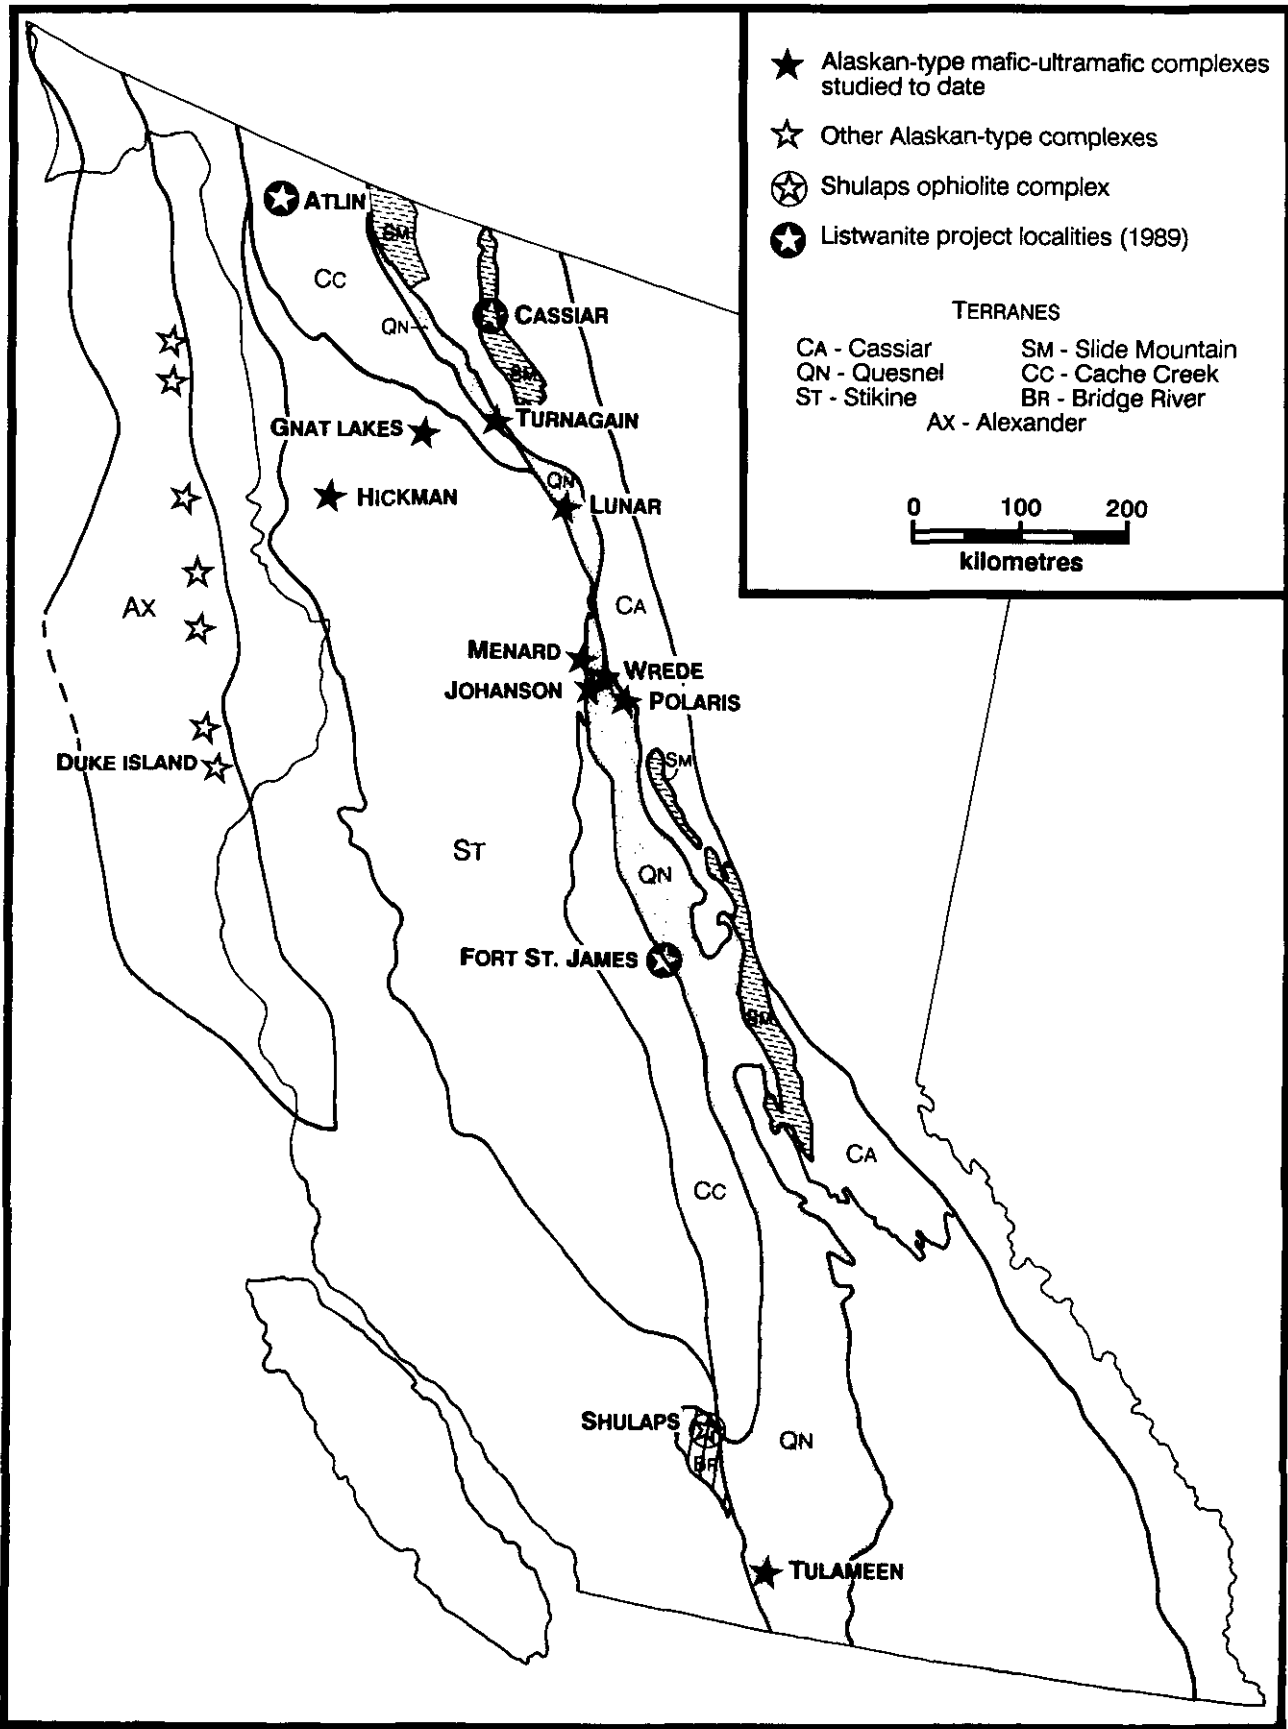 Alaskan-type mafic-ultramafic complexes
studied to date
Other Alaskan-type complexes
Shulaps ophiolite complex
Listwanite project localities (1989)
TERRANES
CA - Cassiar SM - Slide Mountain
QN - Quesnel CC - Cache Creek
ST - Stikine BR - Bridge River
AX - Alexander
0 100 200
kilometres
ATLIN
SM
CC
QN
CASSIAR
SM
TURNAGAIN
GNAT LAKES
QN
HICKMAN
LUNAR
AX
CA
MENARD
WREDE
JOHANSON
POLARIS
DUKE ISLAND
SM
ST
QN
FORT ST. JAMES
SM
CA
CC
SHULAPS
QN
BR
TULAMEEN